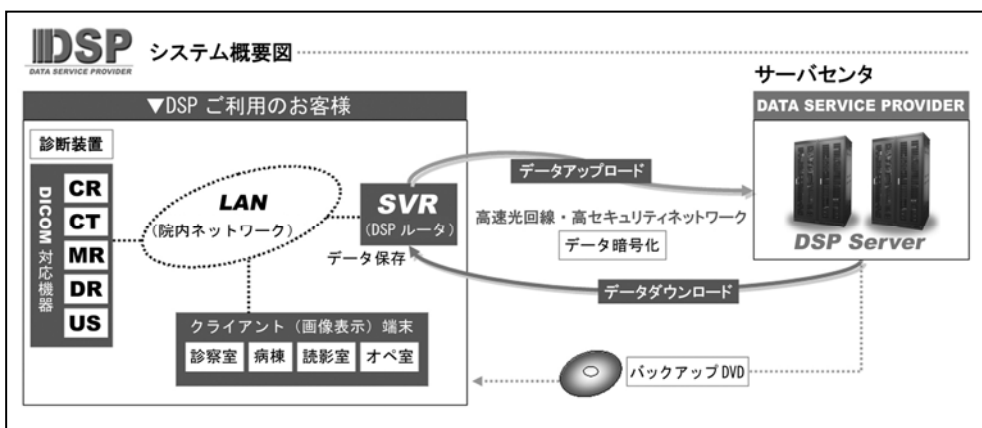 DSP システム概要図
DATA SERVICE PROVIDER
サーバセンタ
▼DSP ご利用のお客様
DATA SERVICE PROVIDER
診断装置
DICOM 対応機器
CR
CT
MR
DR
US
LAN
(院内ネットワーク)
SVR
(DSP ルータ)
データ保存
データアップロード
高速光回線・高セキュリティネットワーク
データ暗号化
DSP Server
データダウンロード
クライアント(画像表示)端末
診察室 病棟 読影室 オペ室
バックアップ DVD